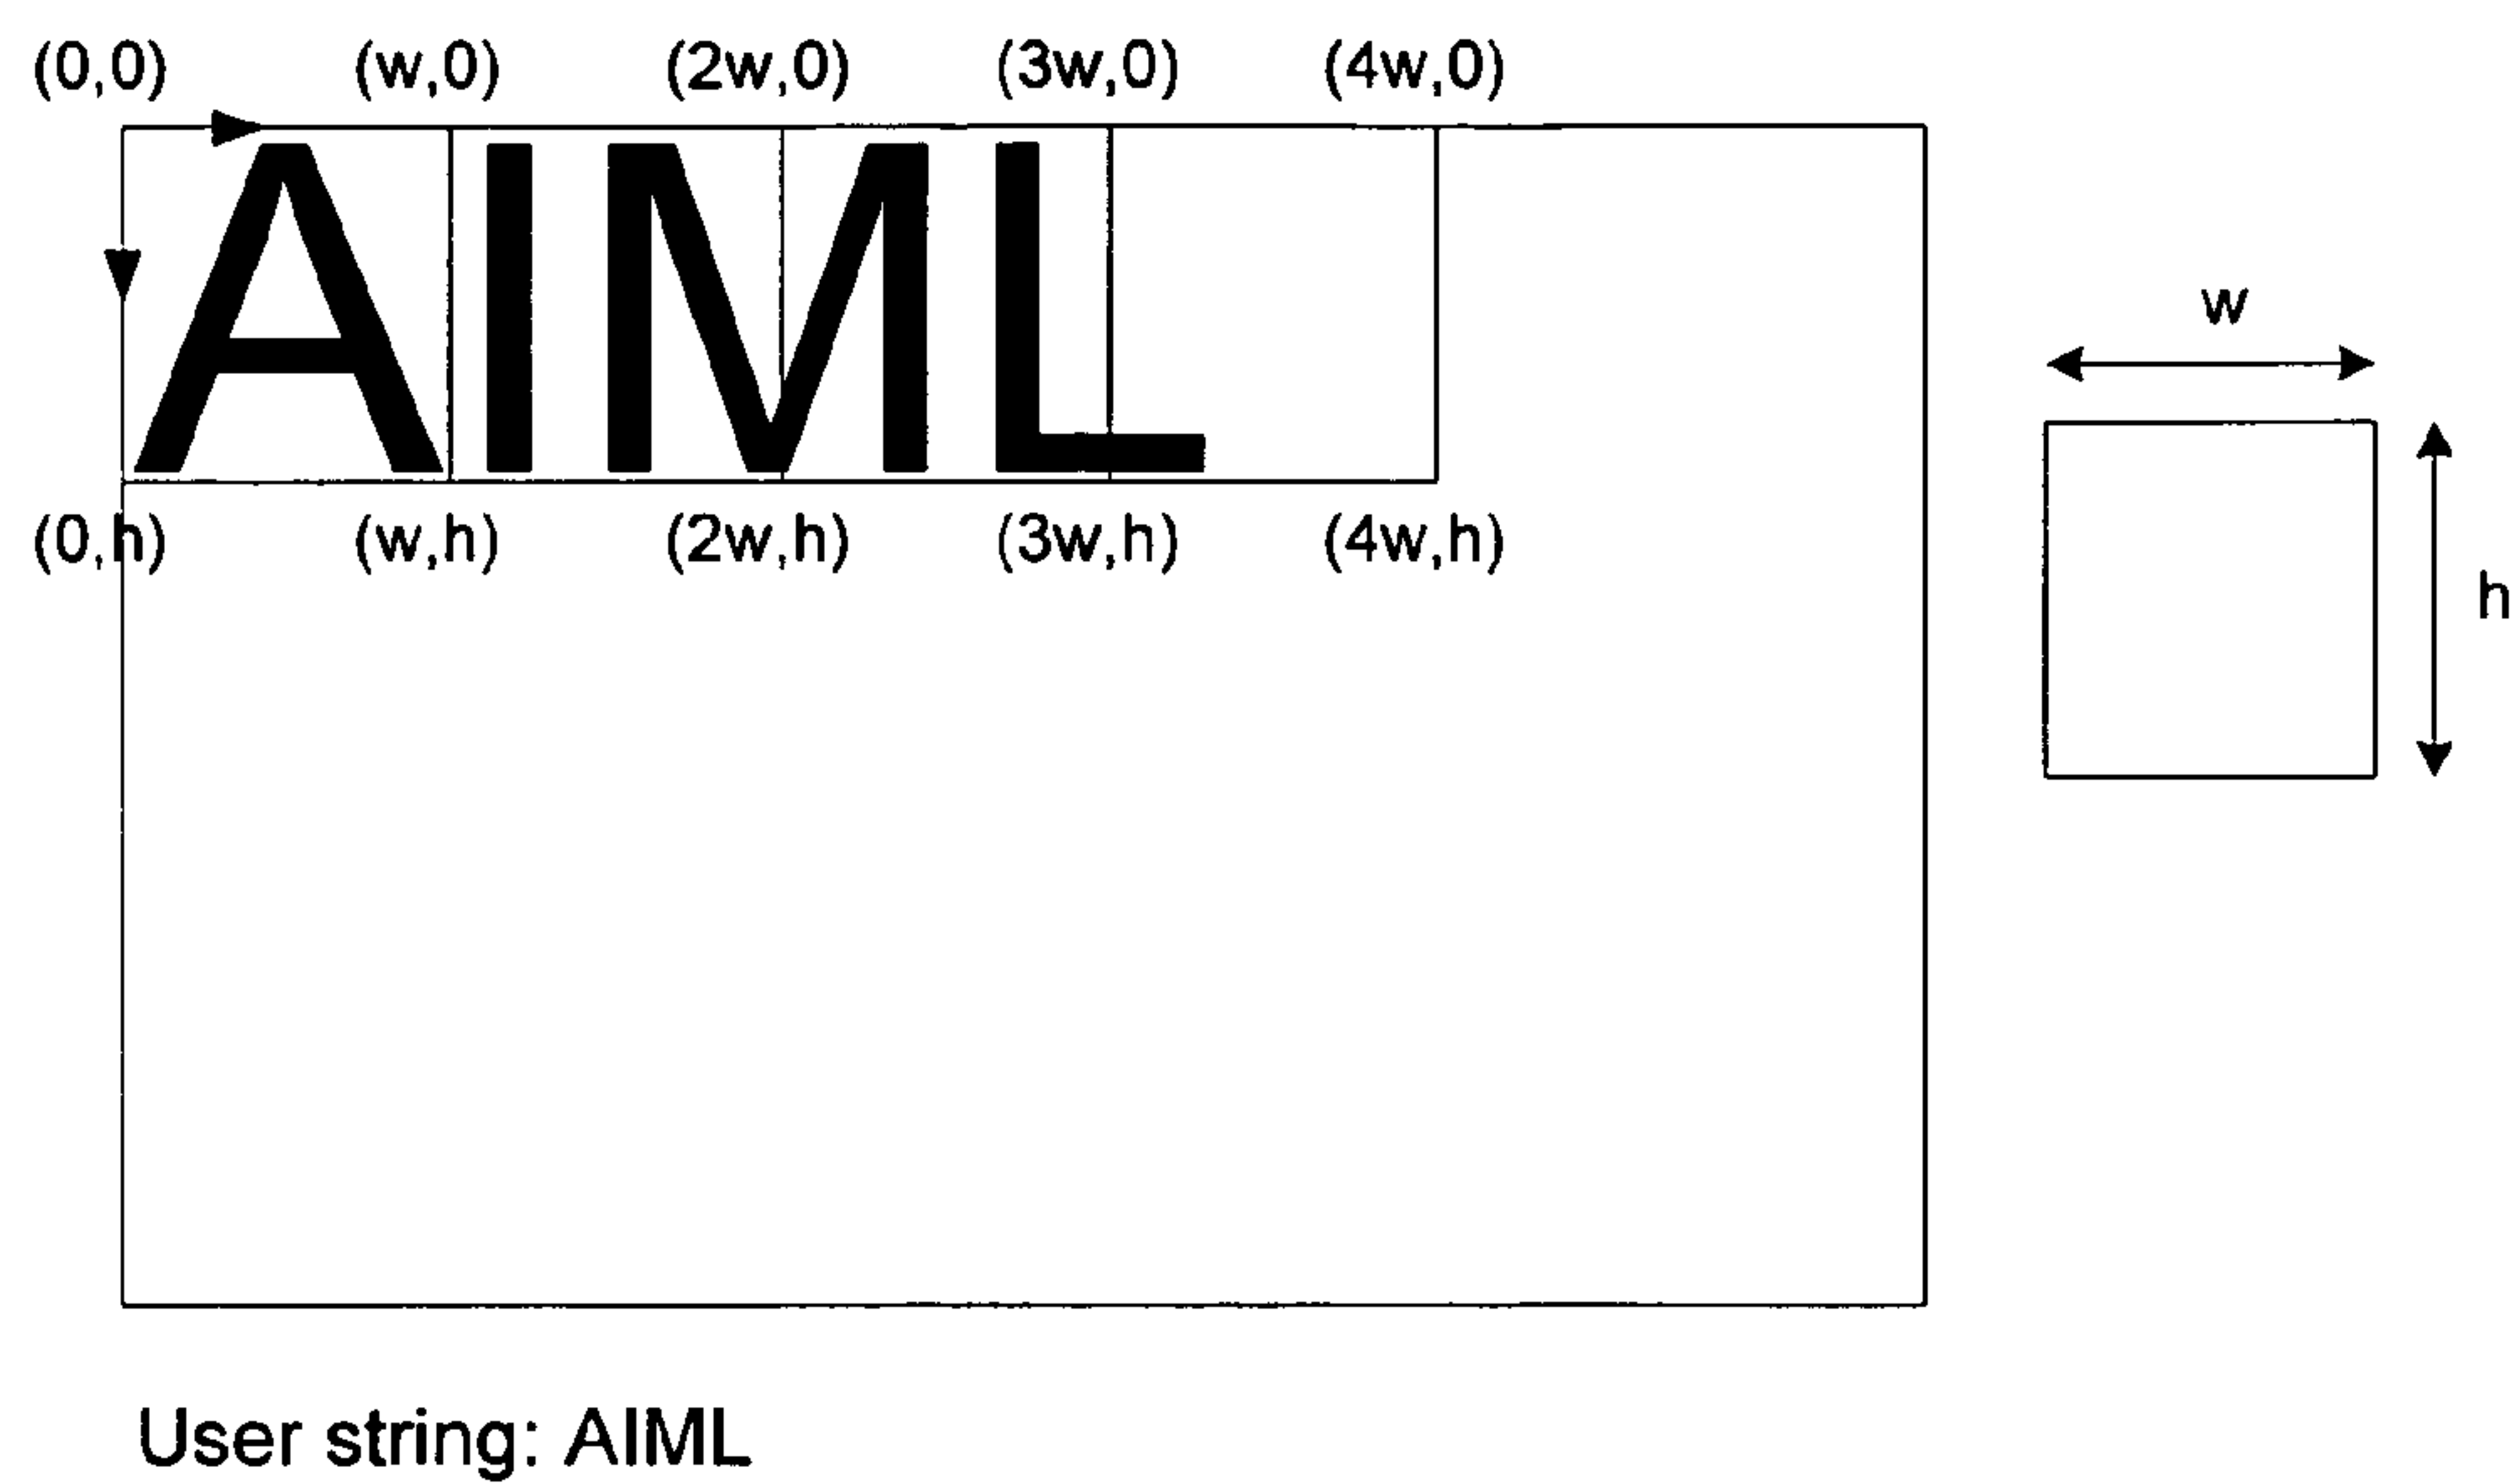 (0,0) (w,0) (2w,0) (3w,0) (4w,0)
AIML
w
(0,h) (w,h) (2w,h) (3w,h) (4w,h)
h
User string: AIML